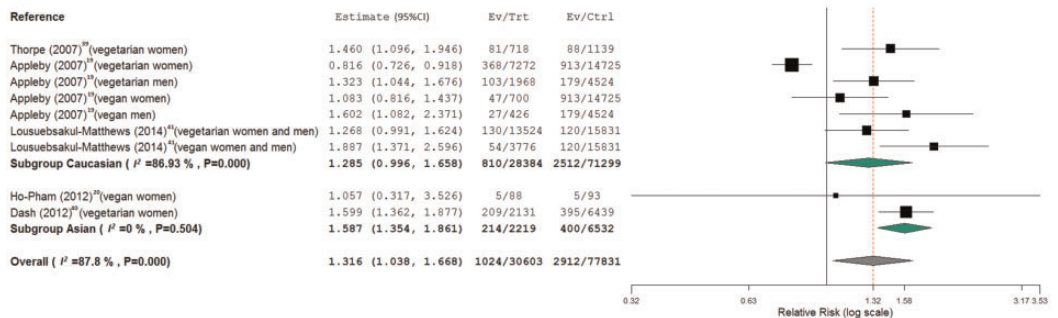 Reference Estimate (95%CI) Ev/Trt Ev/Ctrl
Thorpe (2007)³⁹(vegetarian women) 1.460 (1.096, 1.946) 81/718 88/1139
Appleby (2007)¹⁹(vegetarian women) 0.816 (0.726, 0.918) 368/7272 913/14725
Appleby (2007)¹⁹(vegetarian men) 1.323 (1.044, 1.676) 103/1968 179/4524
Appleby (2007)¹⁹(vegan women) 1.083 (0.816, 1.437) 47/700 913/14725
Appleby (2007)¹⁹(vegan men) 1.602 (1.082, 2.371) 27/426 179/4524
Lousuebsakul-Matthews (2014)⁴¹(vegetarian women and men) 1.268 (0.991, 1.624) 130/13524 120/15831
Lousuebsakul-Matthews (2014)⁴¹(vegan women and men) 1.887 (1.371, 2.596) 54/3776 120/15831
Subgroup Caucasian ( I² =86.93 % , P=0.000) 1.285 (0.996, 1.658) 810/28384 2512/71299
Ho-Pham (2012)²⁰(vegan women) 1.057 (0.317, 3.526) 5/88 5/93
Dash (2012)⁴⁰(vegetarian women) 1.599 (1.362, 1.877) 209/2131 395/6439
Subgroup Asian ( I² =0 % , P=0.504) 1.587 (1.354, 1.861) 214/2219 400/6532
Overall ( I² =87.8 % , P=0.000) 1.316 (1.038, 1.668) 1024/30603 2912/77831
0.32 0.63 1.32 1.58 3.17 3.53
Relative Risk (log scale)